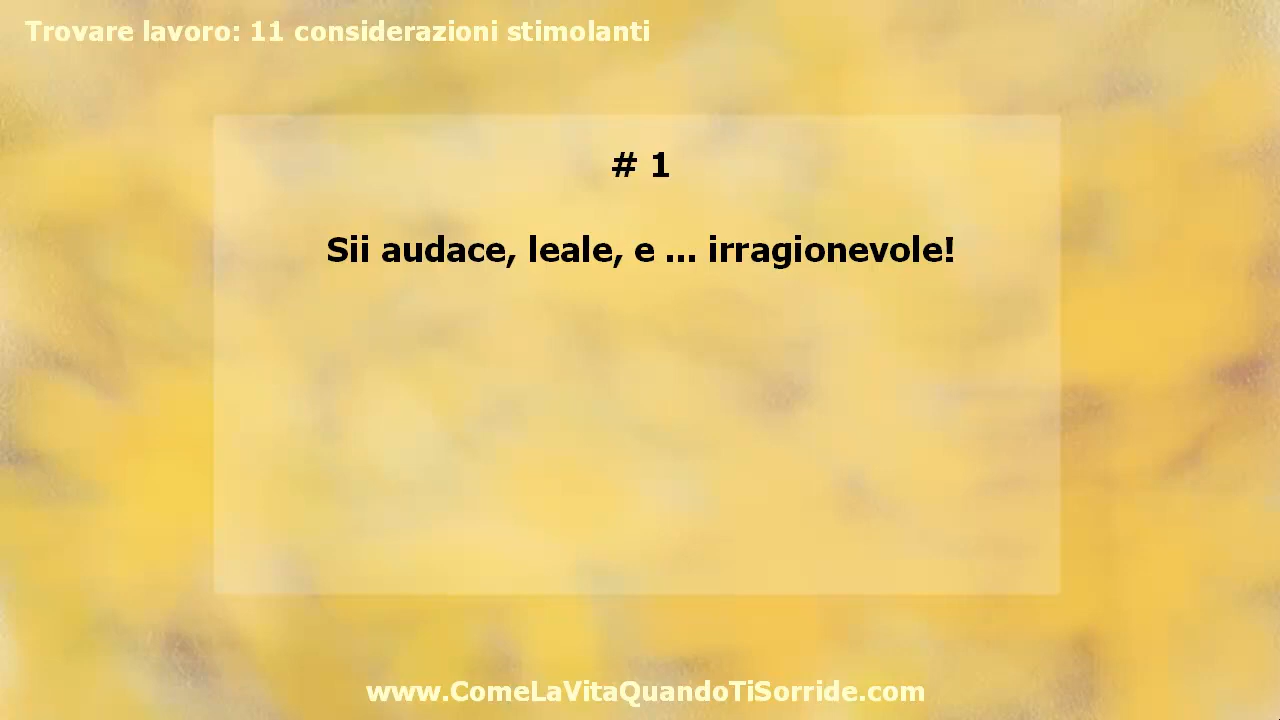 Trovare lavoro: 11 considerazioni stimolanti
# 1
Sii audace, leale, e ... irragionevole!
www.ComeLaVitaQuandoTiSorride.com